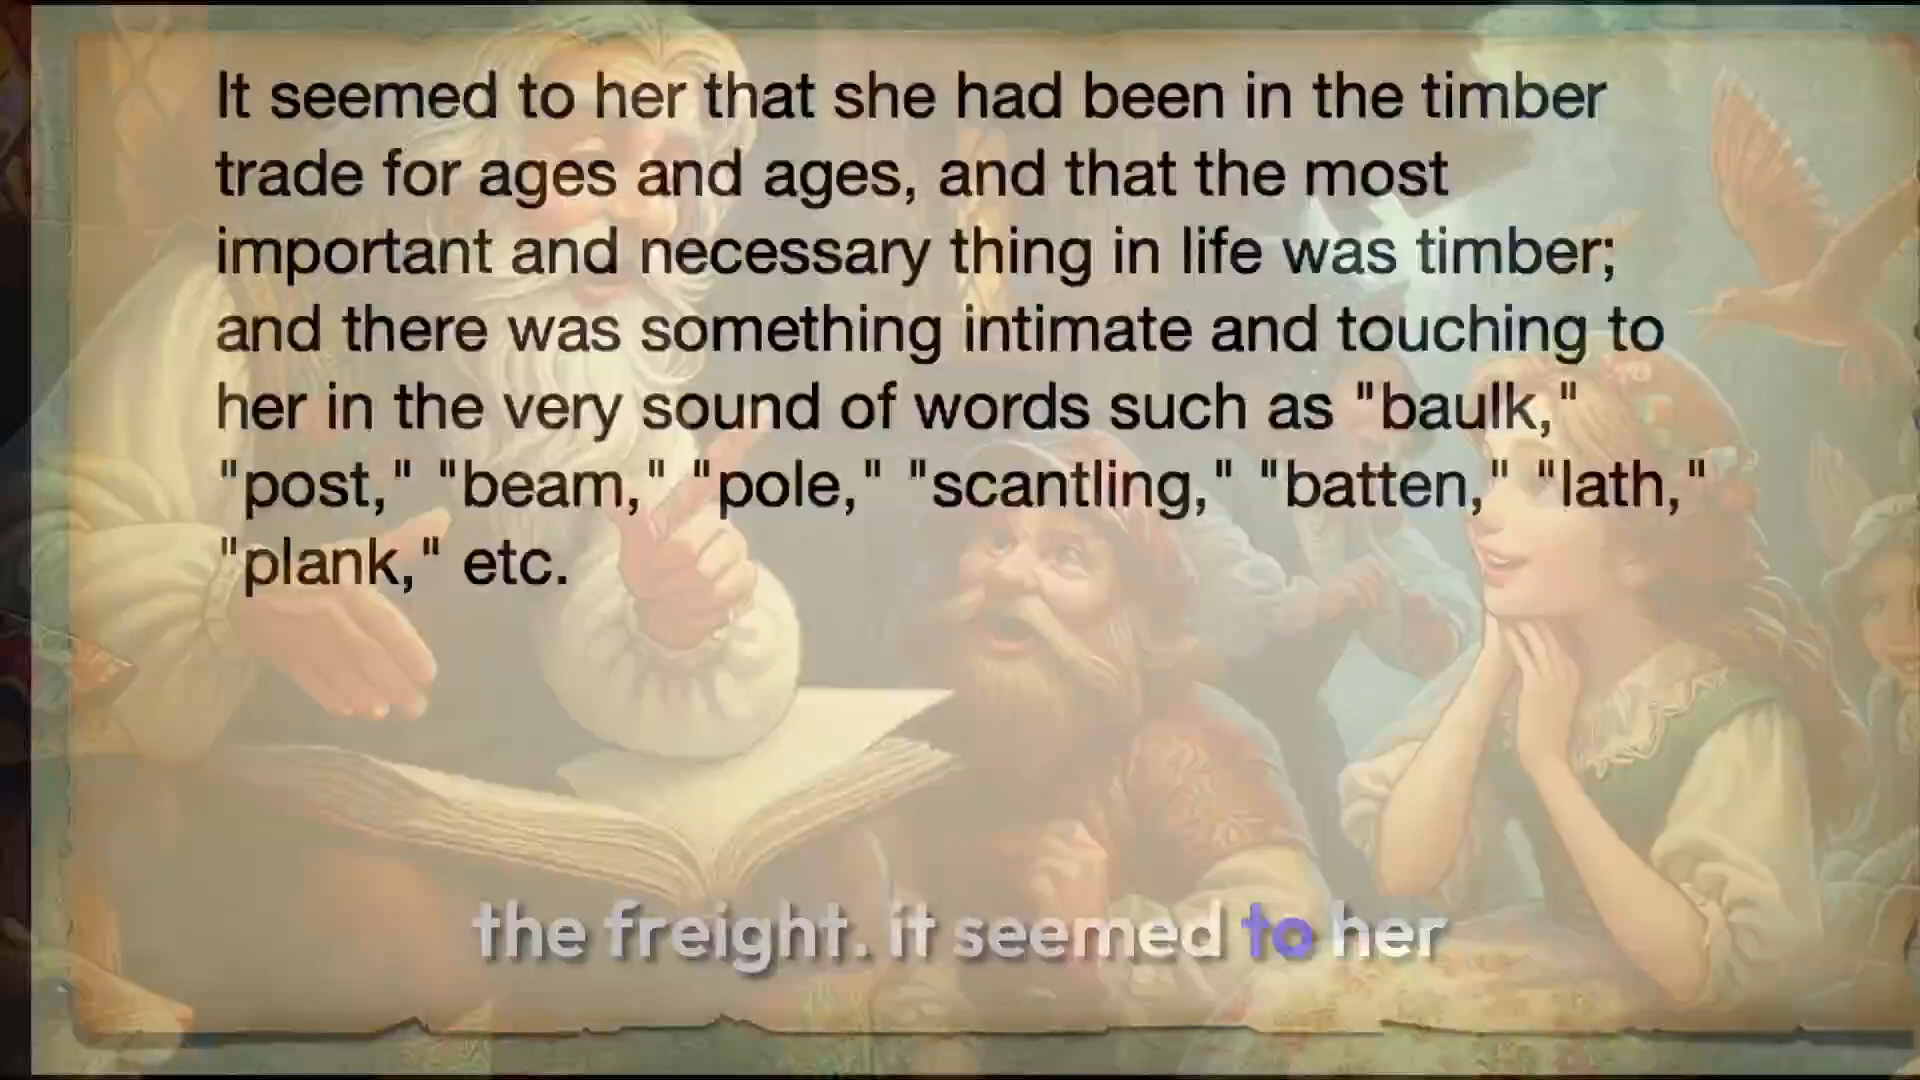 It seemed to her that she had been in the timber
trade for ages and ages, and that the most
important and necessary thing in life was timber;
and there was something intimate and touching to
her in the very sound of words such as "baulk,"
"post," "beam," "pole," "scantling," "batten," "lath,"
"plank," etc.
the freight. it seemed to her